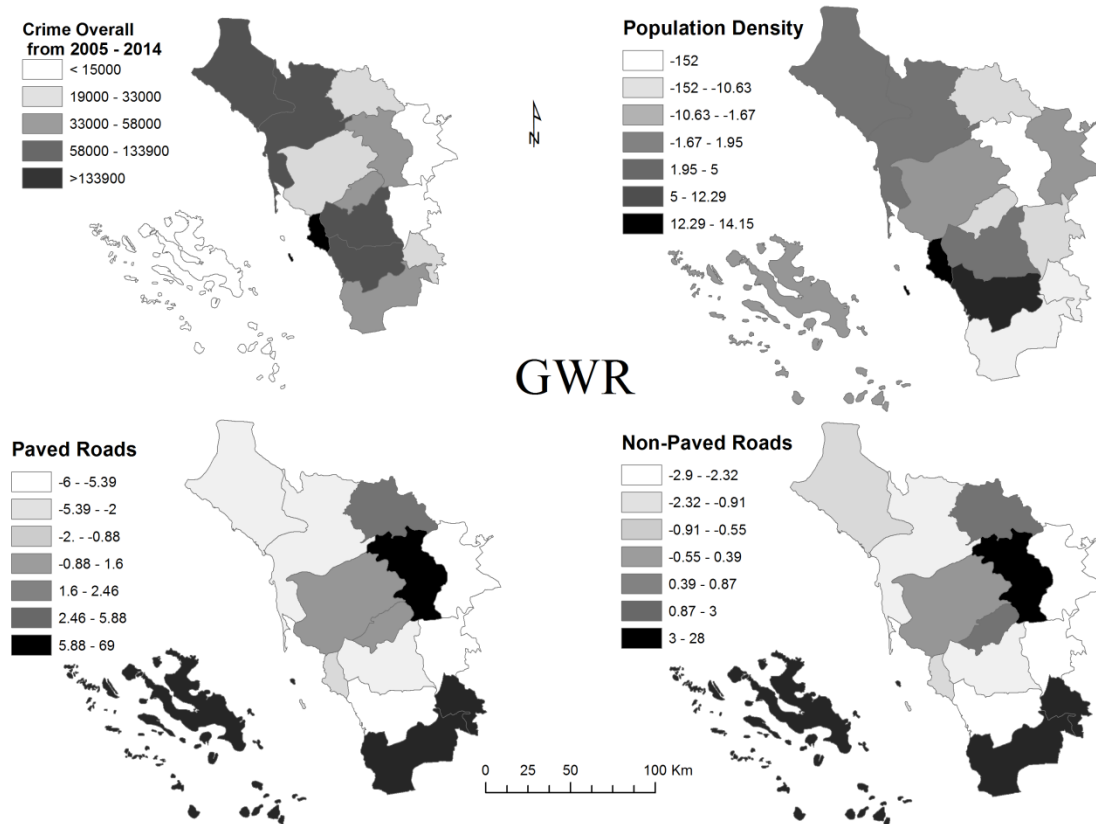 Crime Overall
from 2005 - 2014
< 15000
19000 - 33000
33000 - 58000
58000 - 133900
>133900
N
Population Density
-152
-152 - -10.63
-10.63 - -1.67
-1.67 - 1.95
1.95 - 5
5 - 12.29
12.29 - 14.15
GWR
Paved Roads
-6 - -5.39
-5.39 - -2
-2. - -0.88
-0.88 - 1.6
1.6 - 2.46
2.46 - 5.88
5.88 - 69
Non-Paved Roads
-2.9 - -2.32
-2.32 - -0.91
-0.91 - -0.55
-0.55 - 0.39
0.39 - 0.87
0.87 - 3
3 - 28
0 25 50 100 Km